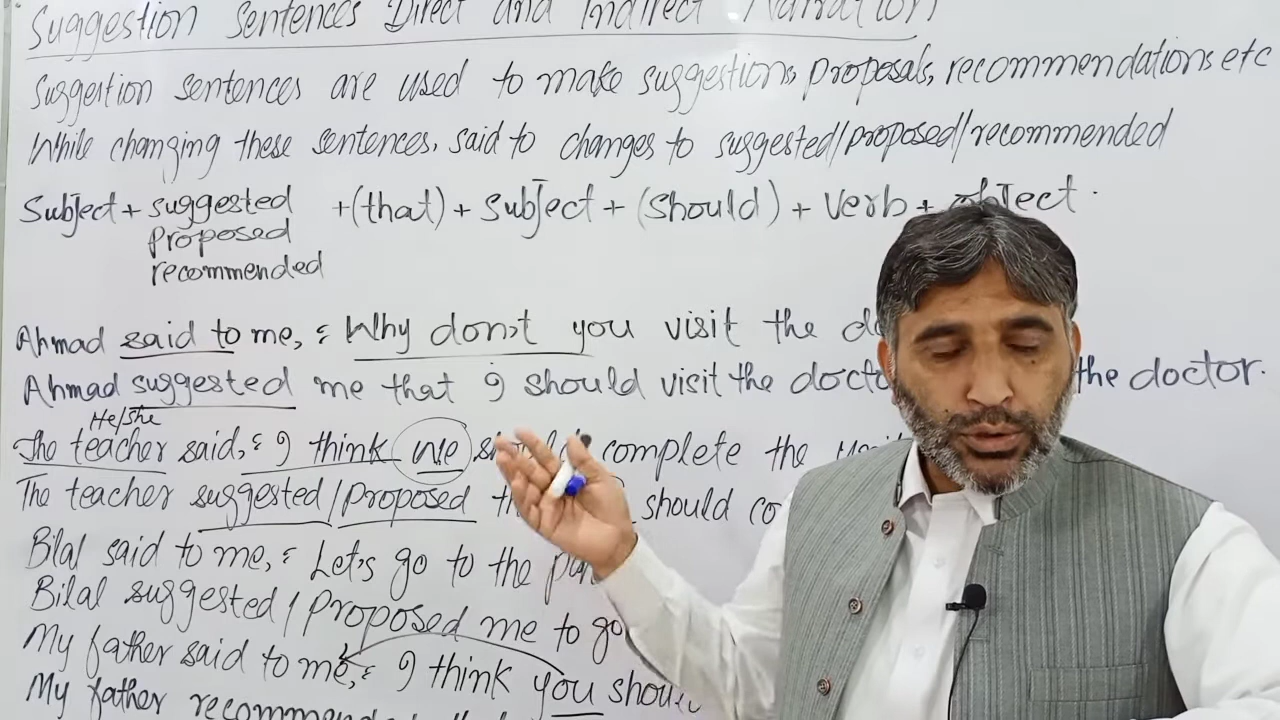 Suggestion Sentences Direct and Indirect Narration
Suggestion sentences are used to make suggestions, proposals, recommendations etc
While changing these sentences, said to changes to suggested/proposed/recommended
Subject + suggested + (that) + Subject + (should) + verb + object.
proposed
recommended
Ahmad said to me, "Why don't you visit the
Ahmad suggested me that I should visit the the doctor.
He/She
The teacher said, "I think we complete the
The teacher suggested/proposed should
Bilal said to me, "Let's go to the
Bilal suggested/proposed me to go
My father said to me, "I think you should
My father